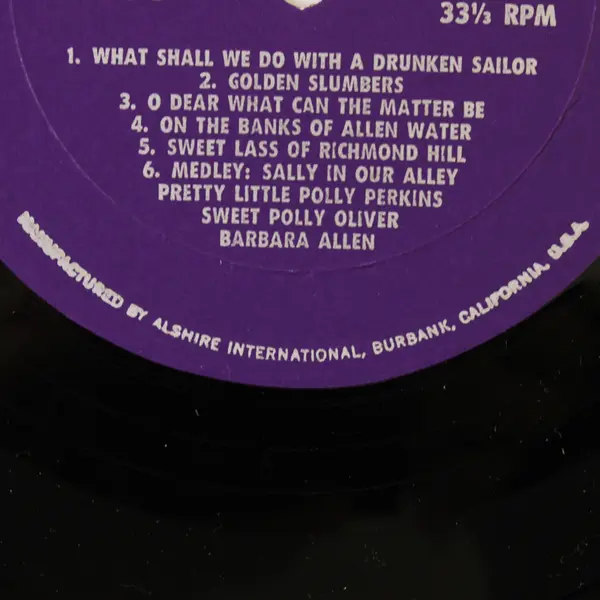 33⅓ RPM
1. WHAT SHALL WE DO WITH A DRUNKEN SAILOR
2. GOLDEN SLUMBERS
3. O DEAR WHAT CAN THE MATTER BE
4. ON THE BANKS OF ALLEN WATER
5. SWEET LASS OF RICHMOND HILL
6. MEDLEY: SALLY IN OUR ALLEY
PRETTY LITTLE POLLY PERKINS
SWEET POLLY OLIVER
BARBARA ALLEN
MANUFACTURED BY ALSHIRE INTERNATIONAL, BURBANK, CALIFORNIA, U.S.A.